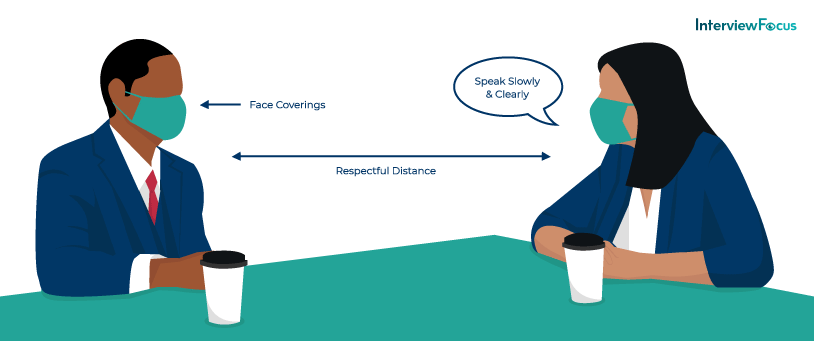 InterviewFocus
Speak Slowly
& Clearly
Face Coverings
Respectful Distance